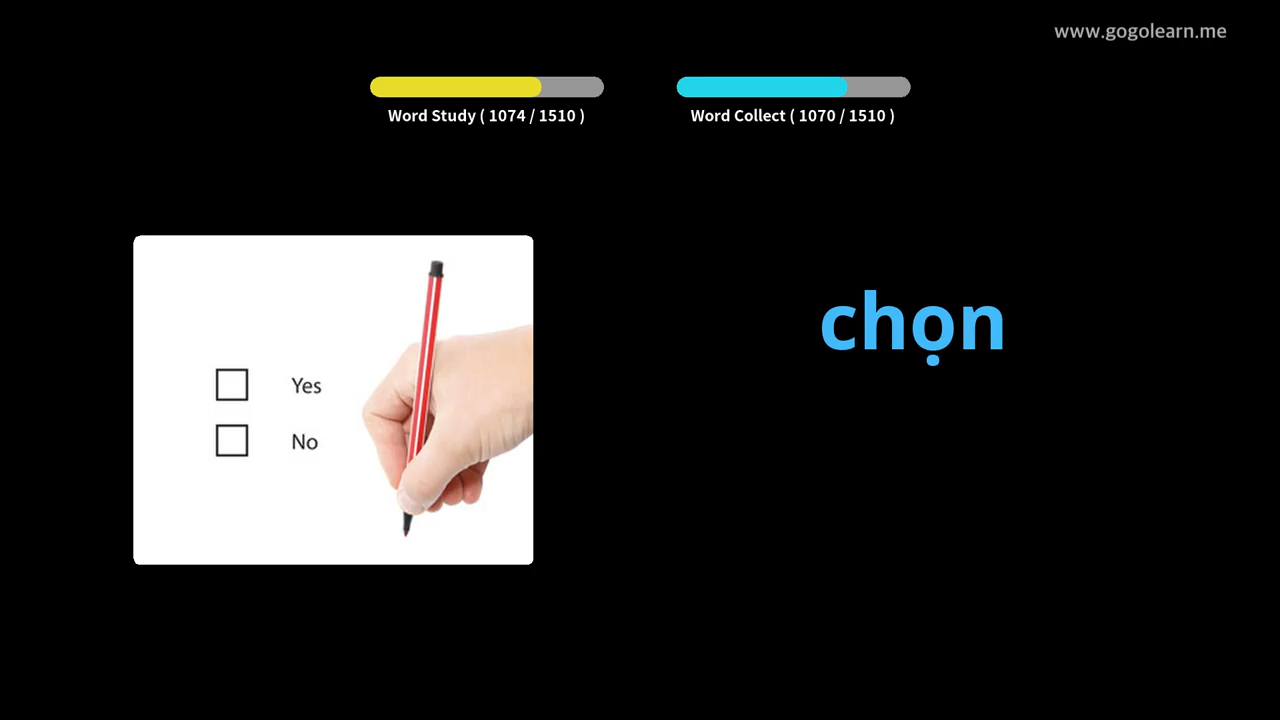 www.gogolearn.me
Word Study ( 1074 / 1510 )
Word Collect ( 1070 / 1510 )
chọn
Yes
No